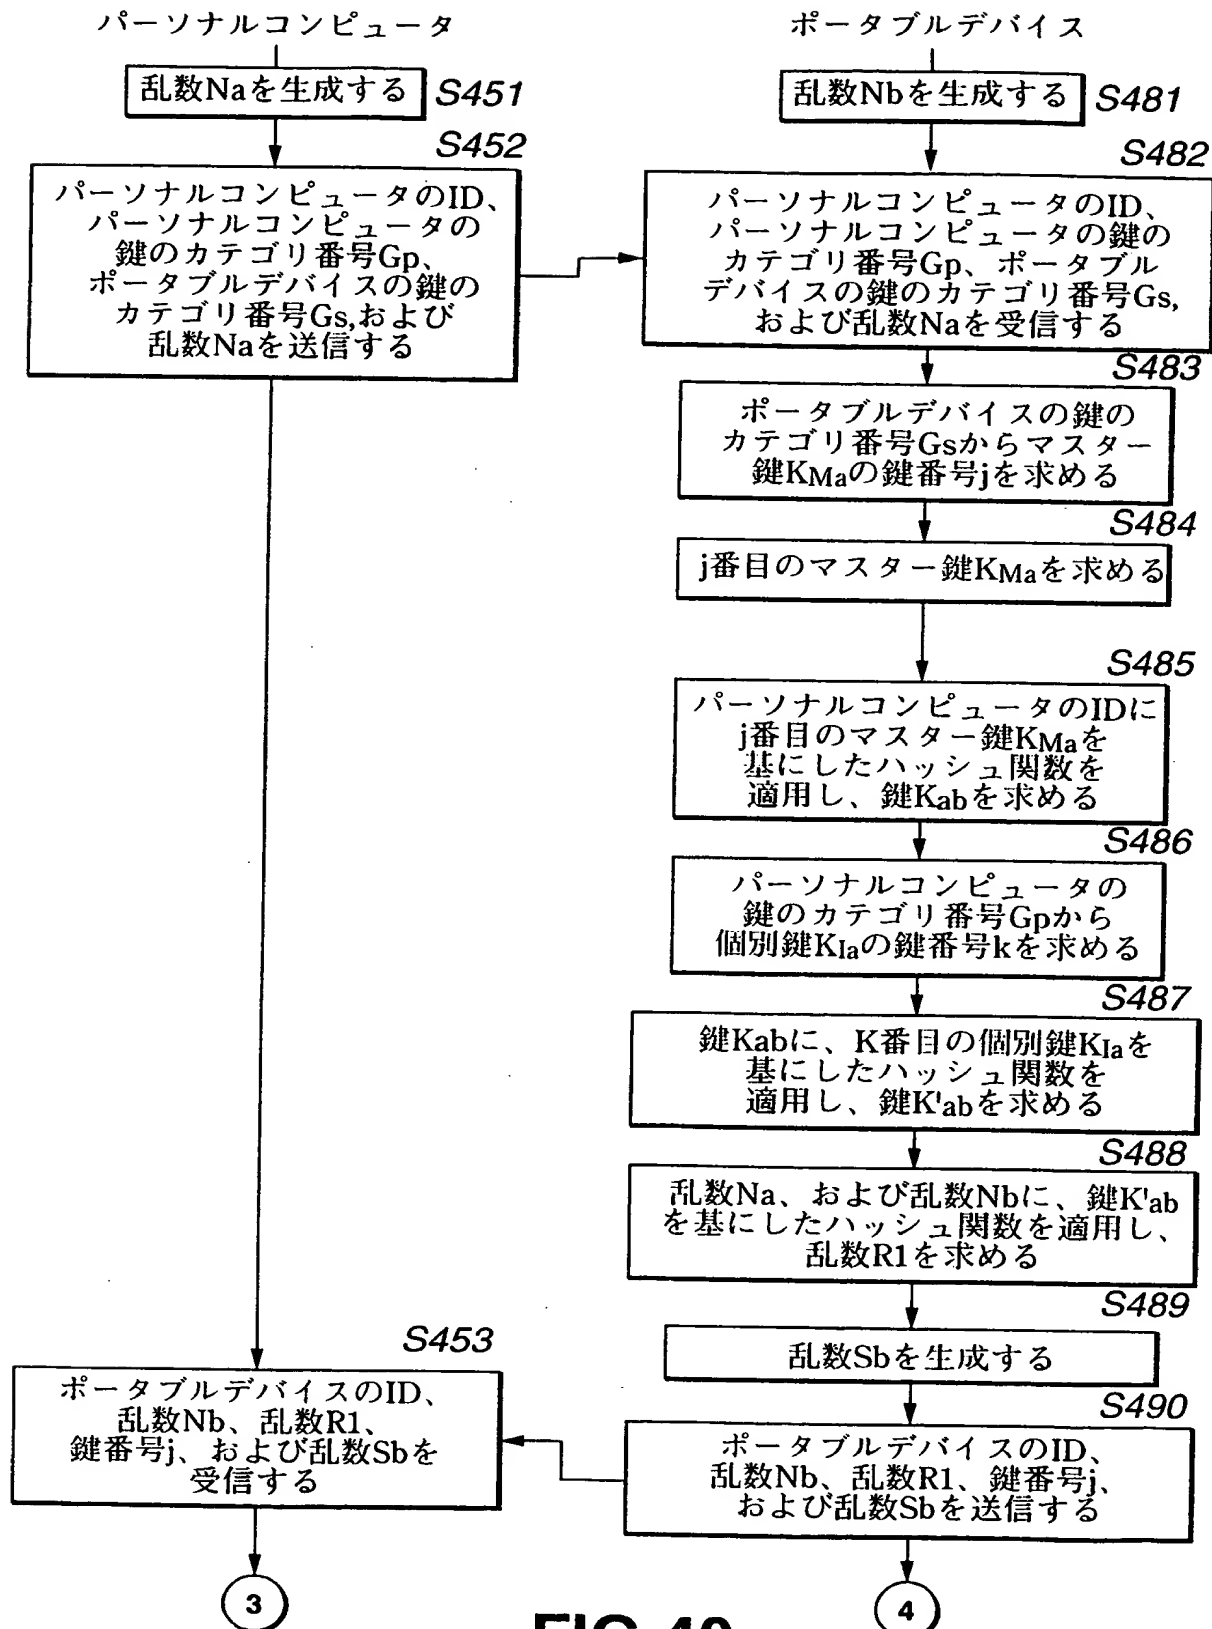 パーソナルコンピュータ
ポータブルデバイス
乱数Naを生成する
S451
乱数Nbを生成する
S481
S452
パーソナルコンピュータのID、
パーソナルコンピュータの
鍵のカテゴリ番号Gp、
ポータブルデバイスの鍵の
カテゴリ番号Gs,および
乱数Naを送信する
S482
パーソナルコンピュータのID、
パーソナルコンピュータの鍵の
カテゴリ番号Gp、ポータブル
デバイスの鍵のカテゴリ番号Gs,
および乱数Naを受信する
S483
ポータブルデバイスの鍵の
カテゴリ番号Gsからマスター
鍵KMaの鍵番号jを求める
S484
j番目のマスター鍵KMaを求める
S485
パーソナルコンピュータのIDに
j番目のマスター鍵KMaを
基にしたハッシュ関数を
適用し、鍵Kabを求める
S486
パーソナルコンピュータの
鍵のカテゴリ番号Gpから
個別鍵KIaの鍵番号kを求める
S487
鍵Kabに、K番目の個別鍵KIaを
基にしたハッシュ関数を
適用し、鍵K'abを求める
S488
乱数Na、および乱数Nbに、鍵K'ab
を基にしたハッシュ関数を適用し、
乱数R1を求める
S489
乱数Sbを生成する
S453
ポータブルデバイスのID、
乱数Nb、乱数R1、
鍵番号j、および乱数Sbを
受信する
S490
ポータブルデバイスのID、
乱数Nb、乱数R1、鍵番号j、
および乱数Sbを送信する
3
4